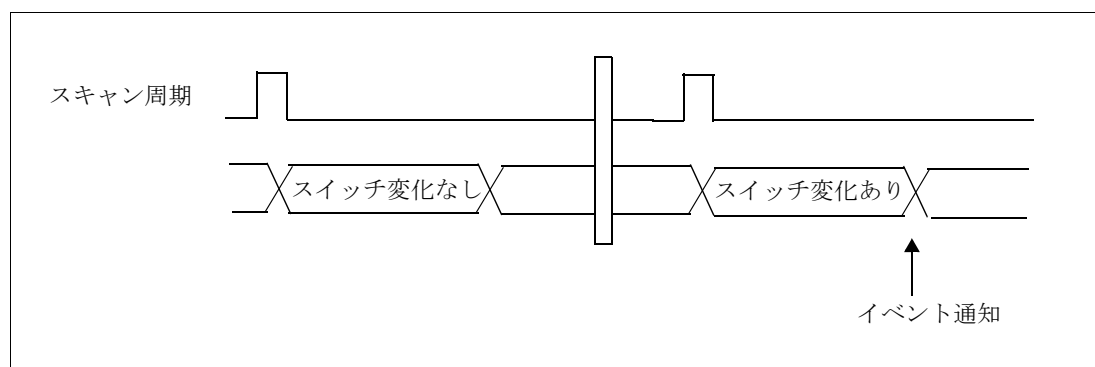 スキャン周期
スイッチ変化なし
スイッチ変化あり
イベント通知